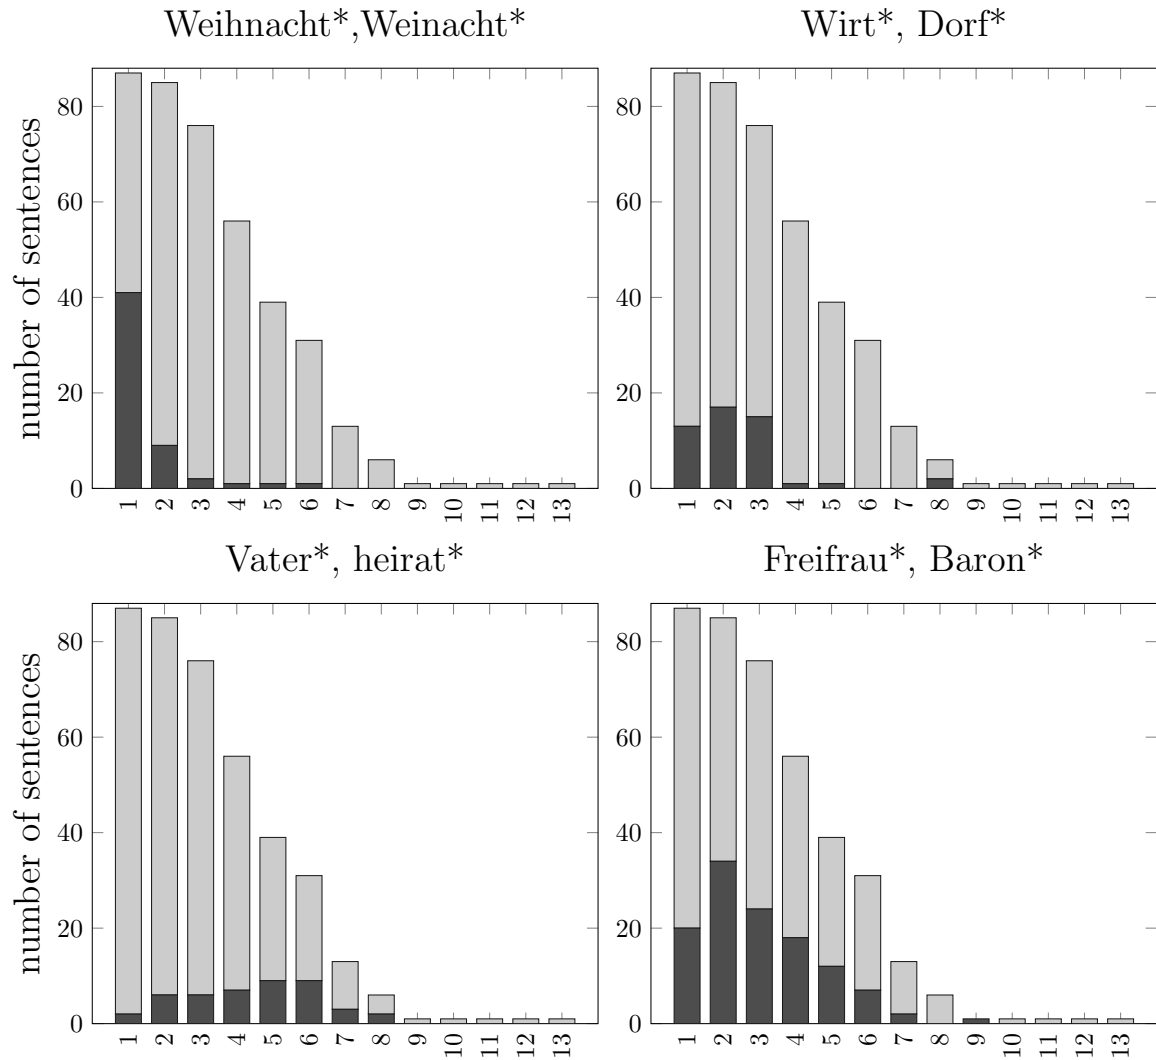 Weihnacht*,Weinacht*
number of sentences
80
60
40
20
0
1 2 3 4 5 6 7 8 9 10 11 12 13
Wirt*, Dorf*
80
60
40
20
0
1 2 3 4 5 6 7 8 9 10 11 12 13
Vater*, heirat*
number of sentences
80
60
40
20
0
1 2 3 4 5 6 7 8 9 10 11 12 13
Freifrau*, Baron*
80
60
40
20
0
1 2 3 4 5 6 7 8 9 10 11 12 13